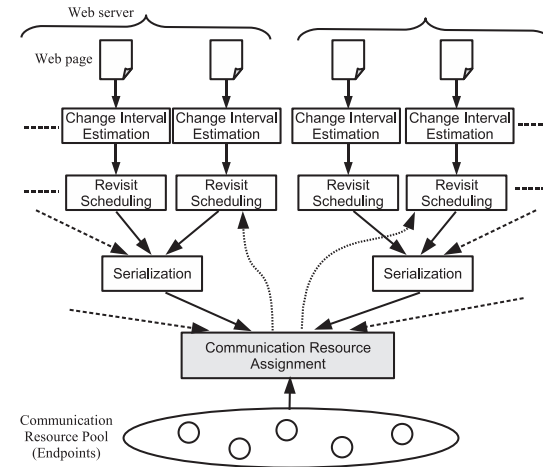 Web server
Web page
Change Interval
Estimation
Change Interval
Estimation
Change Interval
Estimation
Change Interval
Estimation
Revisit
Scheduling
Revisit
Scheduling
Revisit
Scheduling
Revisit
Scheduling
Serialization
Serialization
Communication Resource
Assignment
Communication
Resource Pool
(Endpoints)